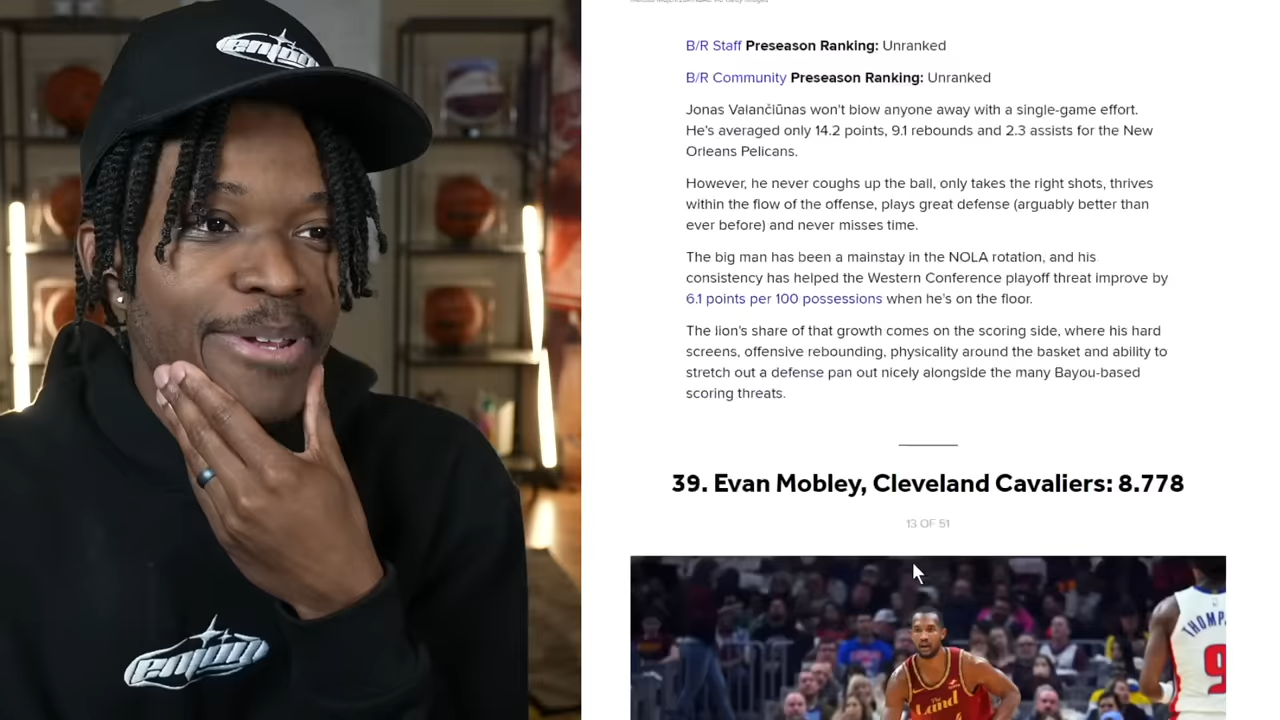 enjoy
enjoy
B/R Staff Preseason Ranking: Unranked
B/R Community Preseason Ranking: Unranked
Jonas Valančiūnas won't blow anyone away with a single-game effort.
He's averaged only 14.2 points, 9.1 rebounds and 2.3 assists for the New
Orleans Pelicans.
However, he never coughs up the ball, only takes the right shots, thrives
within the flow of the offense, plays great defense (arguably better than
ever before) and never misses time.
The big man has been a mainstay in the NOLA rotation, and his
consistency has helped the Western Conference playoff threat improve by
6.1 points per 100 possessions when he's on the floor.
The lion's share of that growth comes on the scoring side, where his hard
screens, offensive rebounding, physicality around the basket and ability to
stretch out a defense pan out nicely alongside the many Bayou-based
scoring threats.
39. Evan Mobley, Cleveland Cavaliers: 8.778
13 OF 51
The Land
THOMP
9